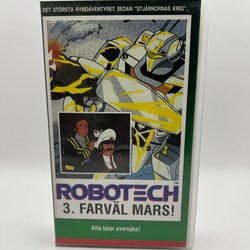 DET STÖRSTA RYMDÄVENTYRET SEDAN "STJÄRNORNAS KRIG"...
ROBOTECH
3. FARVÄL MARS!
Alla talar svenska!